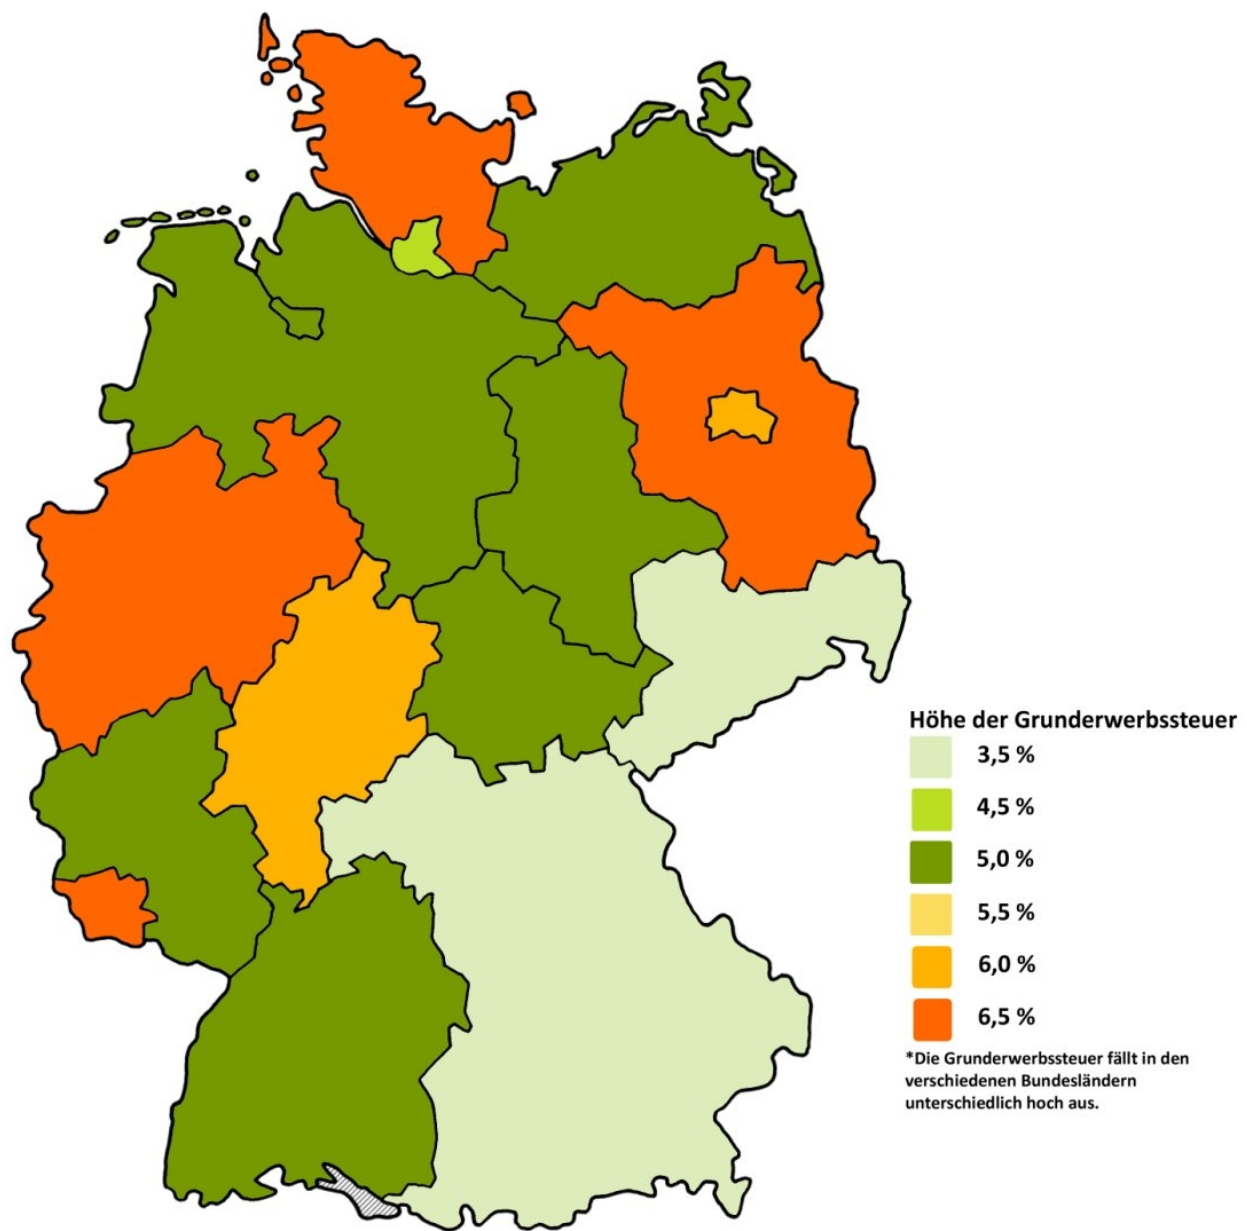 Höhe der Grunderwerbssteuer
3,5 %
4,5 %
5,0 %
5,5 %
6,0 %
6,5 %
*Die Grunderwerbssteuer fällt in den
verschiedenen Bundesländern
unterschiedlich hoch aus.